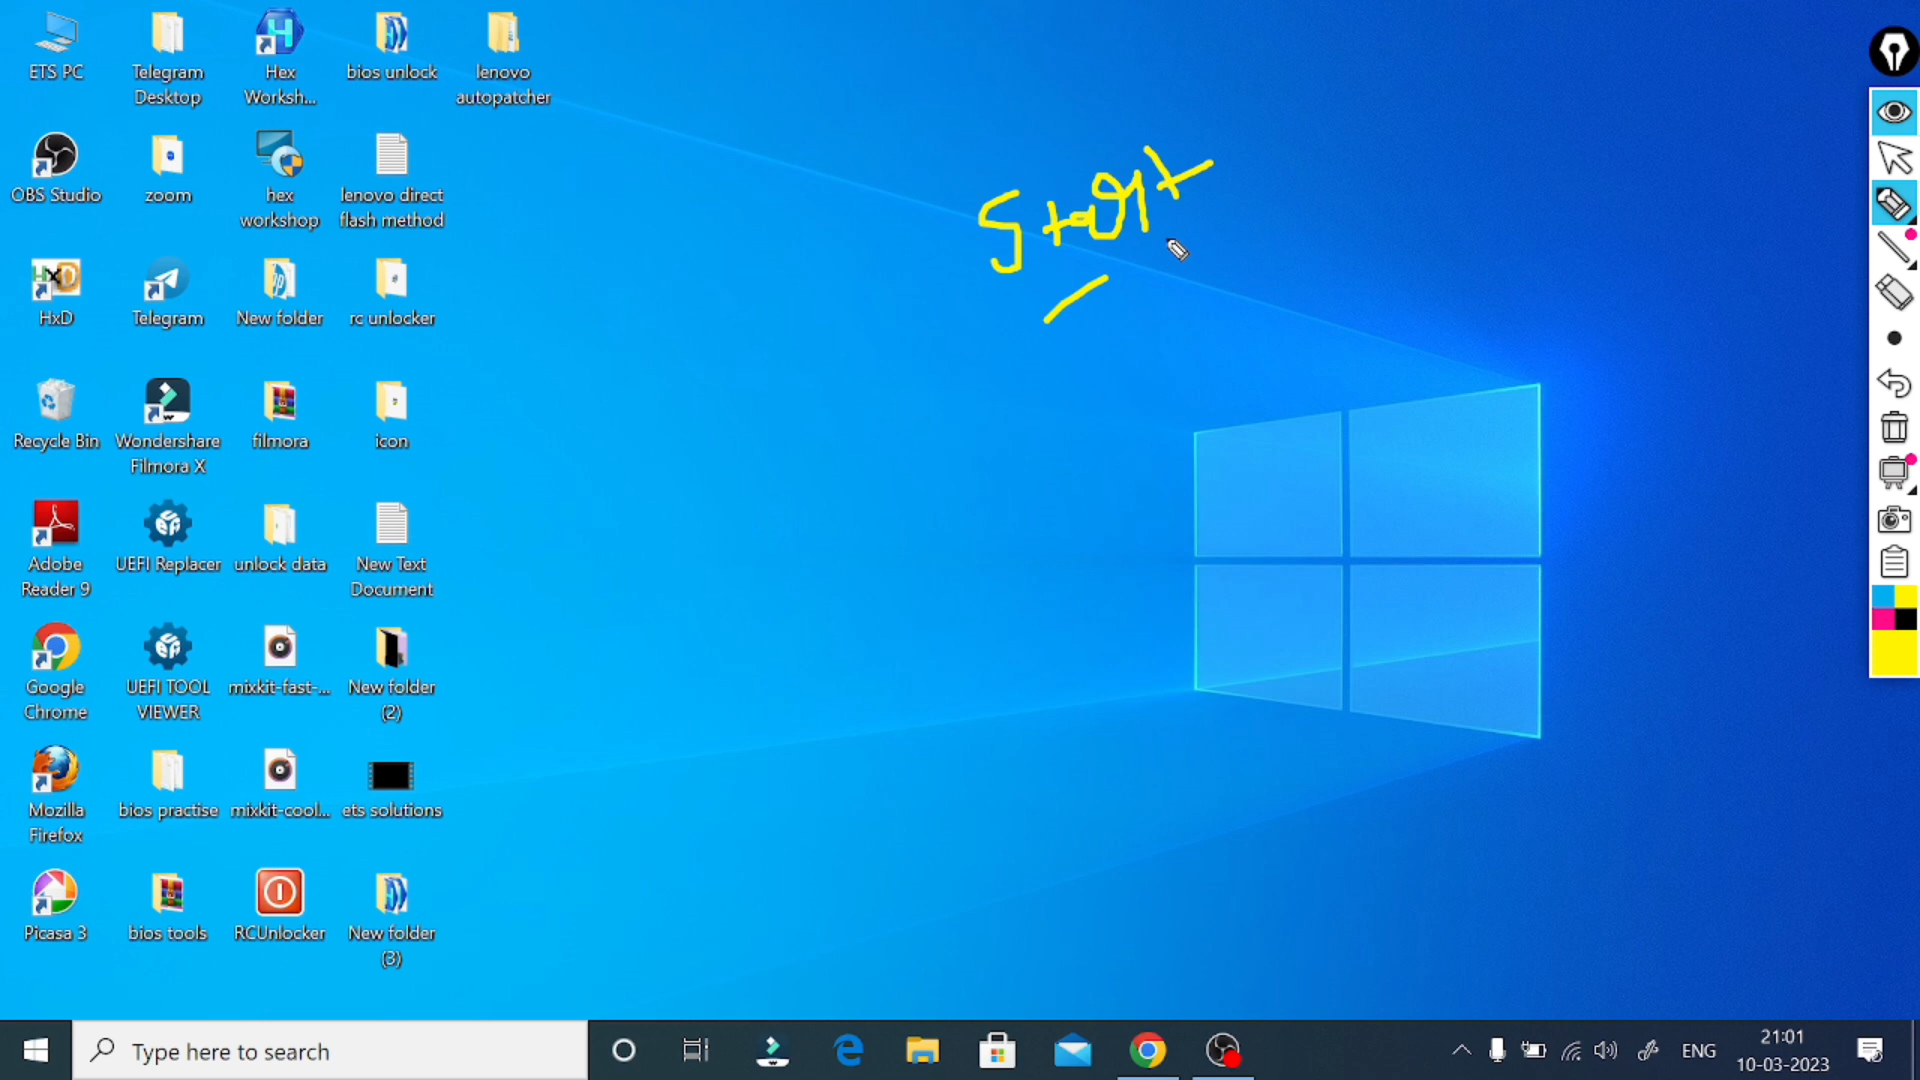 ETS PC
Telegram
Desktop
Hex
Worksh...
bios unlock
lenovo
autopatcher
OBS Studio
zoom
hex
workshop
lenovo direct
flash method
HxD
Telegram
New folder
rc unlocker
Recycle Bin
Wondershare
Filmora X
filmora
icon
Adobe
Reader 9
UEFI Replacer
unlock data
New Text
Document
Google
Chrome
UEFI TOOL
VIEWER
mixkit-fast-...
New folder
(2)
Mozilla
Firefox
bios practise
mixkit-cool...
ets solutions
Picasa 3
bios tools
RCUnlocker
New folder
(3)
Start
Type here to search
ENG
21:01
10-03-2023